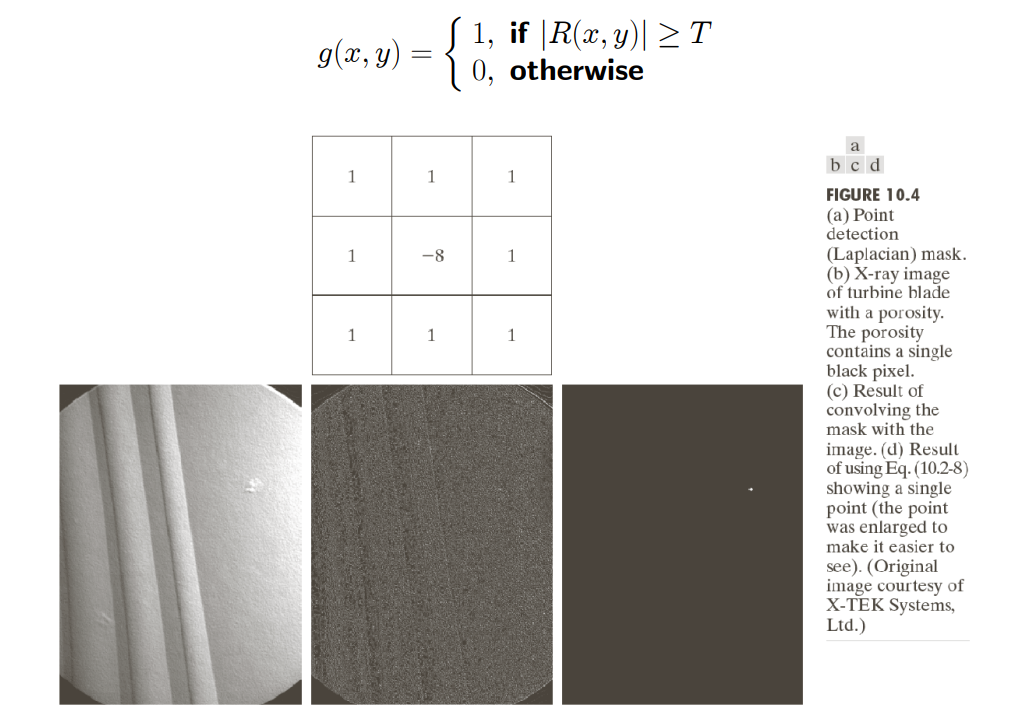 g(x, y) = { 1, if |R(x, y)| ≥ T
0, otherwise
1 1 1
1 −8 1
1 1 1
a
b c d
FIGURE 10.4
(a) Point
detection
(Laplacian) mask.
(b) X-ray image
of turbine blade
with a porosity.
The porosity
contains a single
black pixel.
(c) Result of
convolving the
mask with the
image. (d) Result
of using Eq. (10.2-8)
showing a single
point (the point
was enlarged to
make it easier to
see). (Original
image courtesy of
X-TEK Systems,
Ltd.)